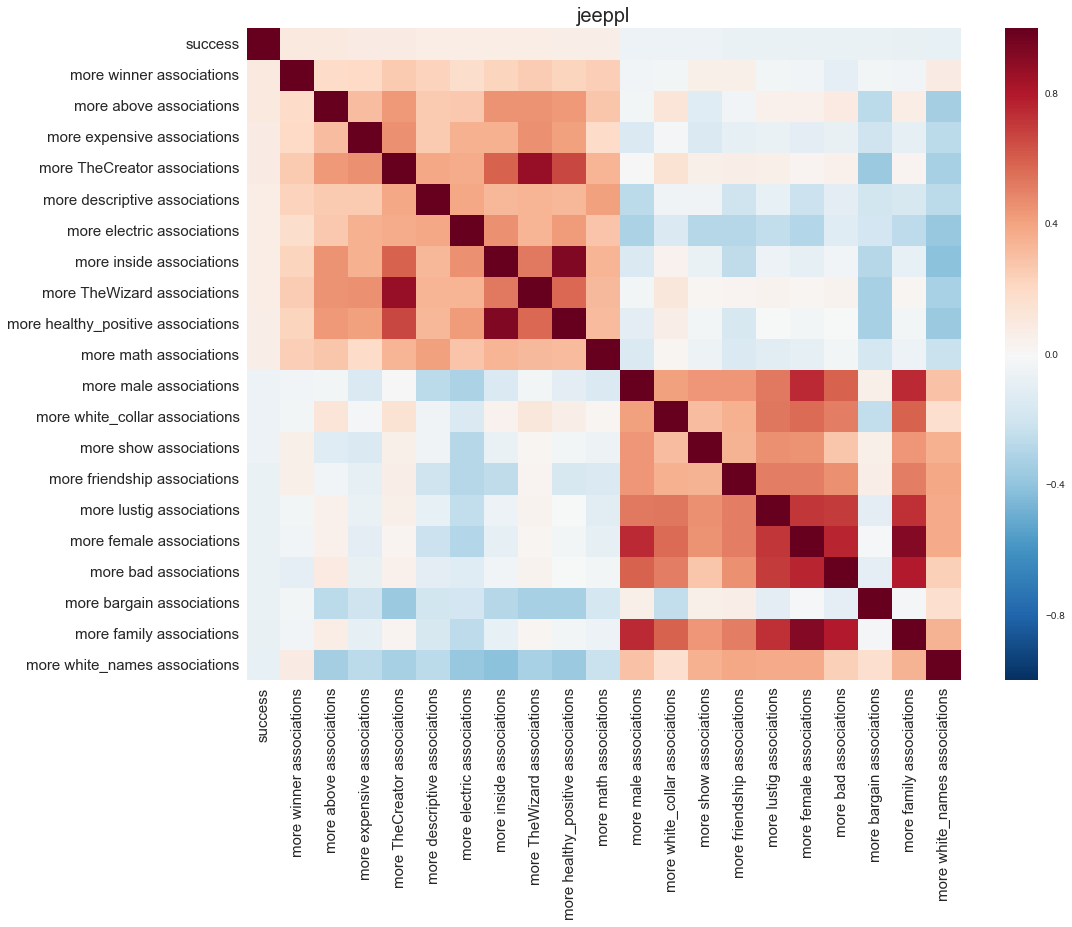 jeeppl
success
more winner associations
more above associations
more expensive associations
more TheCreator associations
more descriptive associations
more electric associations
more inside associations
more TheWizard associations
more healthy_positive associations
more math associations
more male associations
more white_collar associations
more show associations
more friendship associations
more lustig associations
more female associations
more bad associations
more bargain associations
more family associations
more white_names associations
success
more winner associations
more above associations
more expensive associations
more TheCreator associations
more descriptive associations
more electric associations
more inside associations
more TheWizard associations
more healthy_positive associations
more math associations
more male associations
more white_collar associations
more show associations
more friendship associations
more lustig associations
more female associations
more bad associations
more bargain associations
more family associations
more white_names associations
0.8
0.4
0.0
−0.4
−0.8